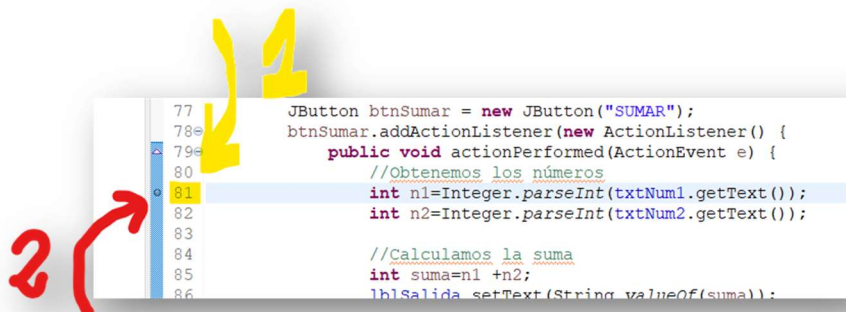 1
77 JButton btnSumar = new JButton("SUMAR");
78 btnSumar.addActionListener(new ActionListener() {
79 public void actionPerformed(ActionEvent e) {
80 //Obtenemos los números
81 int n1=Integer.parseInt(txtNum1.getText());
82 int n2=Integer.parseInt(txtNum2.getText());
83
84 //Calculamos la suma
85 int suma=n1 +n2;
86 lblSalida.setText(String.valueOf(suma));
2